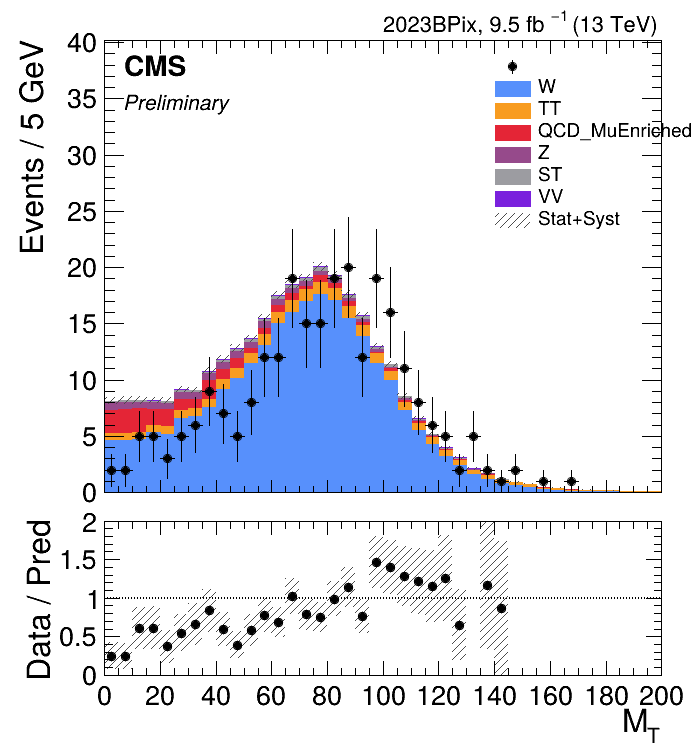 2023BPix, 9.5 fb⁻¹ (13 TeV)
CMS
Preliminary
Events / 5 GeV
40
35
30
25
20
15
10
5
0
W
TT
QCD_MuEnriched
Z
ST
VV
Stat+Syst
Data / Pred
2
1.5
1
0.5
0
0 20 40 60 80 100 120 140 160 180 200
M_T